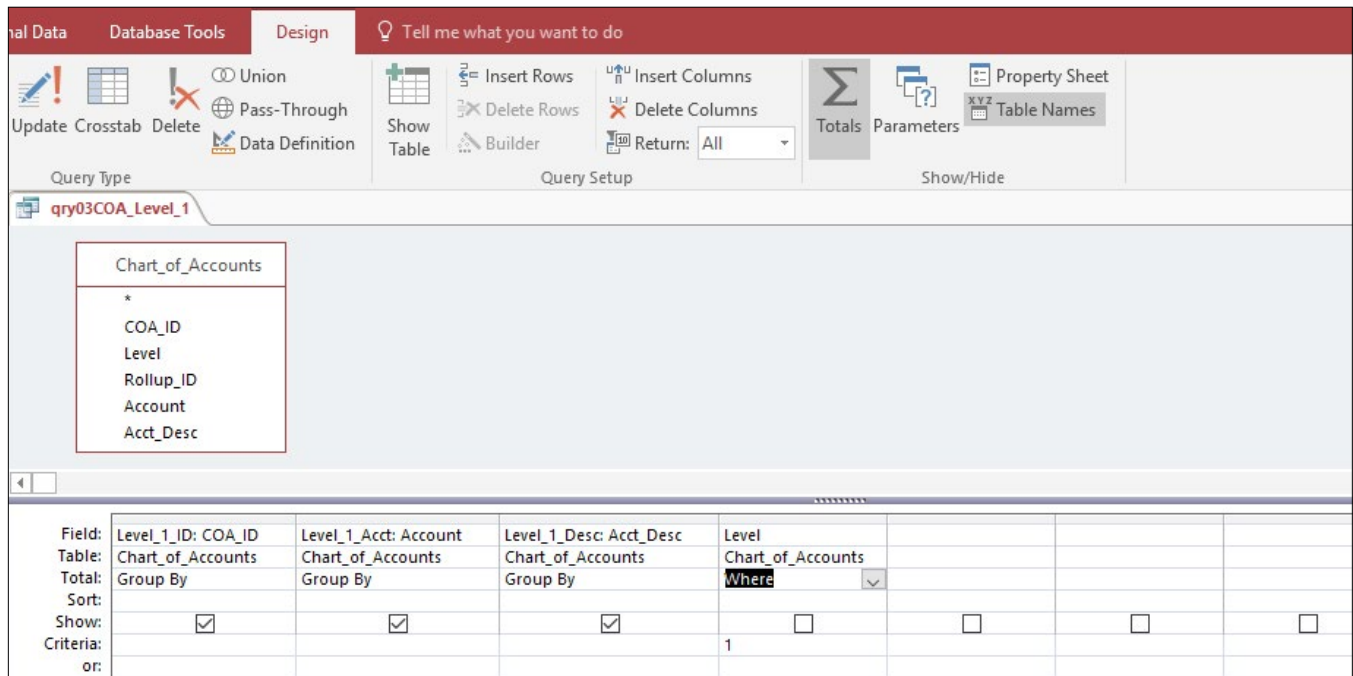 nal Data Database Tools Design Tell me what you want to do
Union Insert Rows Insert Columns Property Sheet
Pass-Through Delete Rows Delete Columns XYZ Table Names
Update Crosstab Delete Data Definition Show Table Builder 10 Return: All Totals Parameters
Query Type Query Setup Show/Hide
qry03COA_Level_1
Chart_of_Accounts
*
COA_ID
Level
Rollup_ID
Account
Acct_Desc
Field: Level_1_ID: COA_ID Level_1_Acct: Account Level_1_Desc: Acct_Desc Level
Table: Chart_of_Accounts Chart_of_Accounts Chart_of_Accounts Chart_of_Accounts
Total: Group By Group By Group By Where
Sort:
Show:
Criteria: 1
or: